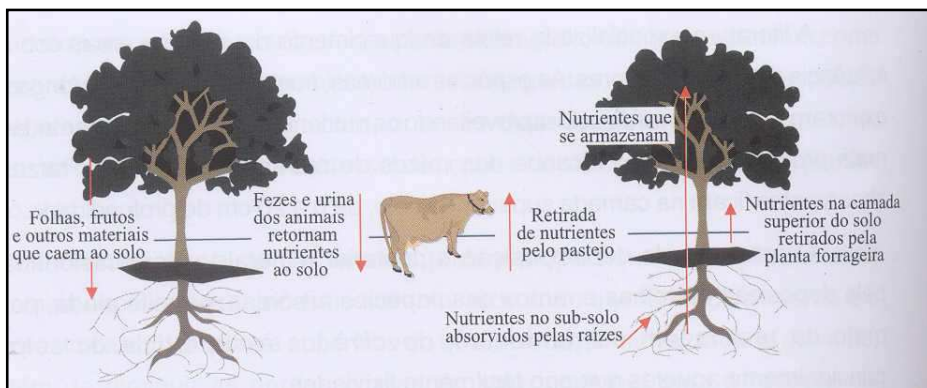 Folhas, frutos
e outros materiais
que caem ao solo
Fezes e urina
dos animais
retornam
nutrientes
ao solo
Retirada
de nutrientes
pelo pastejo
Nutrientes que
se armazenam
Nutrientes na camada
superior do solo
retirados pela
planta forrageira
Nutrientes no sub-solo
absorvidos pelas raízes